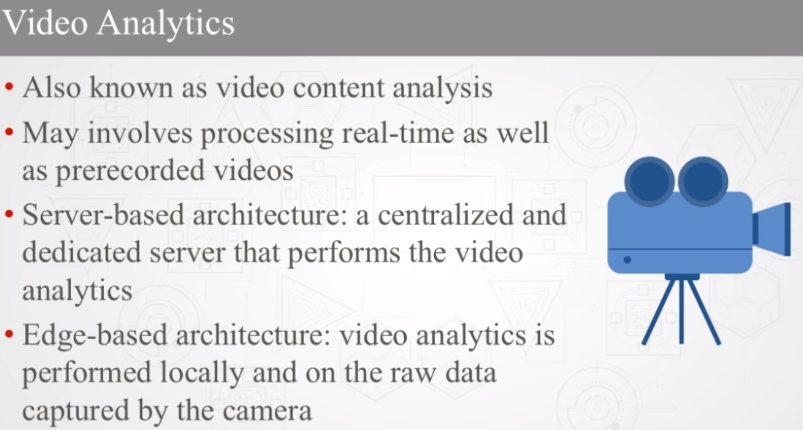 Video Analytics
• Also known as video content analysis
• May involves processing real-time as well
as prerecorded videos
• Server-based architecture: a centralized and
dedicated server that performs the video
analytics
• Edge-based architecture: video analytics is
performed locally and on the raw data
captured by the camera